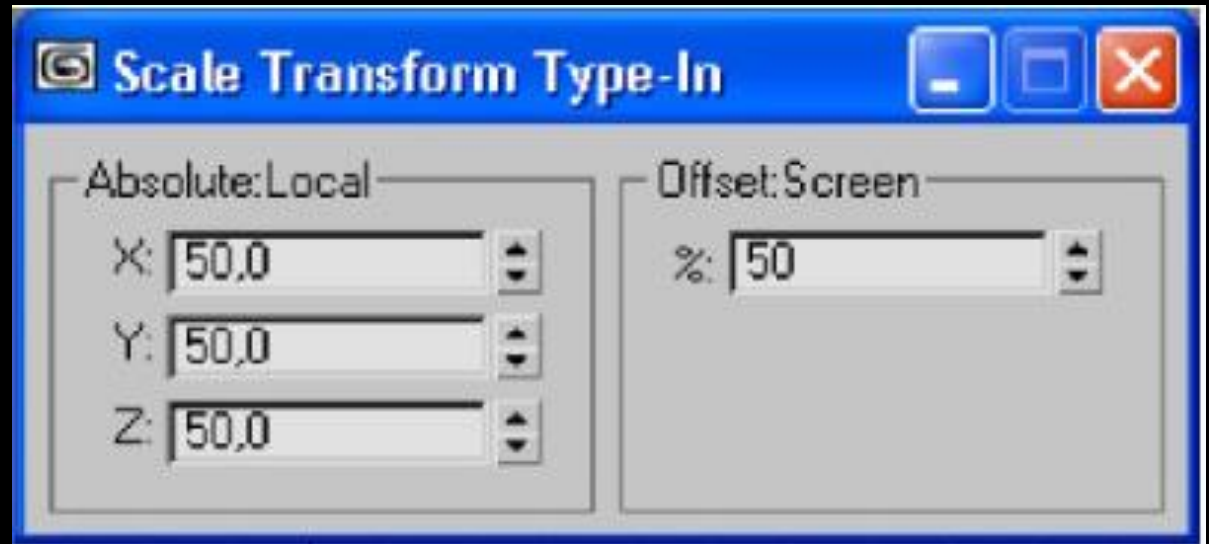 Scale Transform Type-In
Absolute:Local
X: 50,0
Y: 50,0
Z: 50,0
Offset:Screen
%: 50